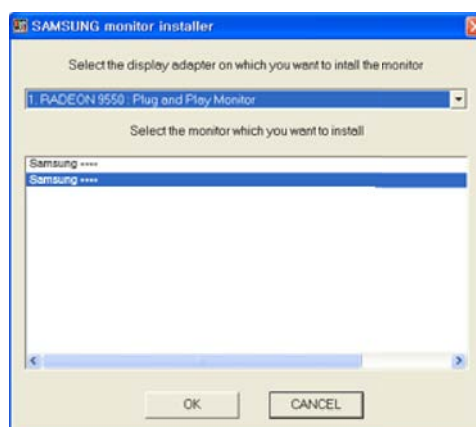 SAMSUNG monitor installer
Select the display adapter on which you want to intall the monitor
1. RADEON 9550 : Plug and Play Monitor
Select the monitor which you want to install
Samsung ••••
Samsung ••••
OK
CANCEL